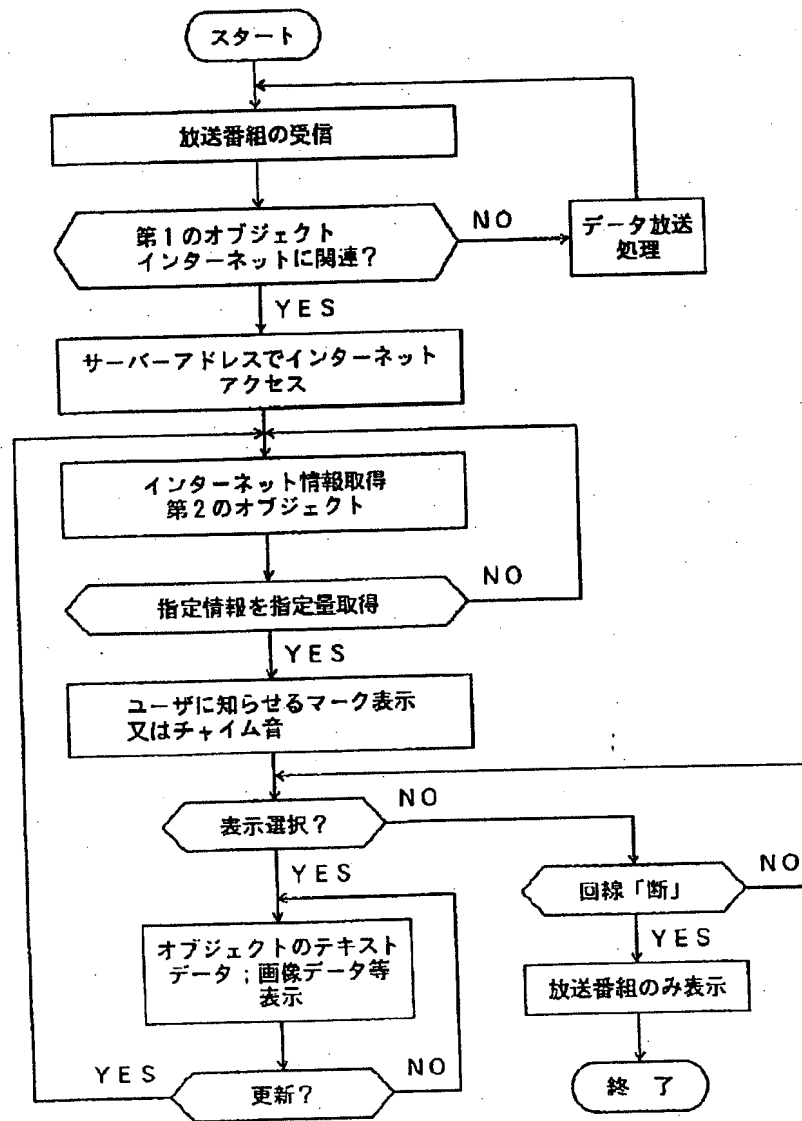 スタート
放送番組の受信
第1のオブジェクト
インターネットに関連?
NO
データ放送
処理
YES
サーバーアドレスでインターネット
アクセス
インターネット情報取得
第2のオブジェクト
NO
指定情報を指定量取得
YES
ユーザに知らせるマーク表示
又はチャイム音
表示選択?
NO
YES
回線「断」
NO
YES
オブジェクトのテキスト
データ;画像データ等
表示
放送番組のみ表示
YES
更新?
NO
終 了